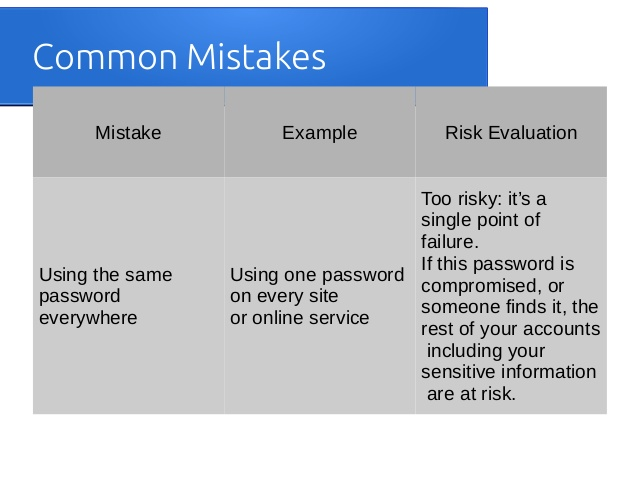 Common Mistakes
Mistake
Example
Risk Evaluation
Using the same
password
everywhere
Using one password
on every site
or online service
Too risky: it’s a
single point of
failure.
If this password is
compromised, or
someone finds it, the
rest of your accounts
including your
sensitive information
are at risk.